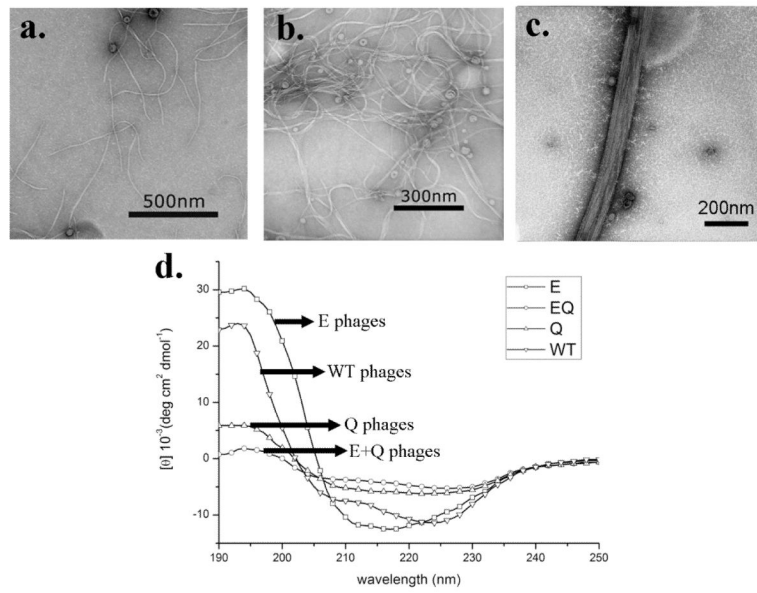 a.
500nm
b.
300nm
c.
200nm
d.
E
EQ
Q
WT
E phages
WT phages
Q phages
E+Q phages
[θ] 10⁻³ (deg cm² dmol⁻¹)
30
20
10
0
-10
190 200 210 220 230 240 250
wavelength (nm)